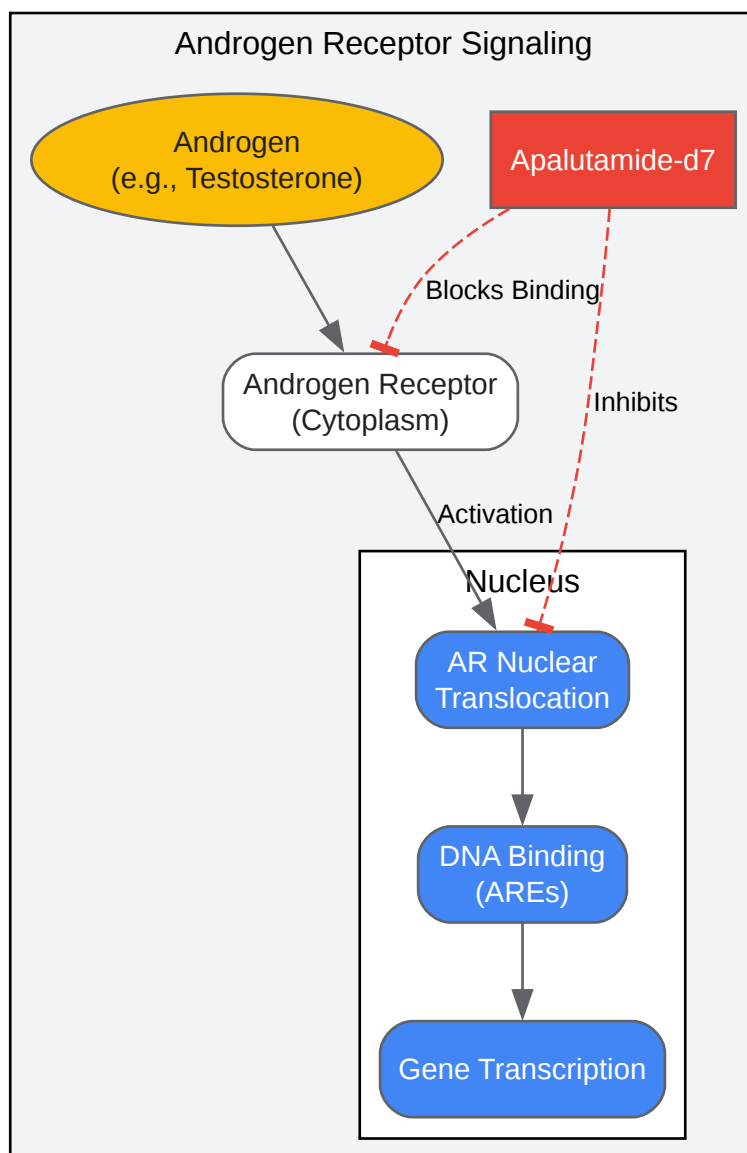 Androgen Receptor Signaling
Androgen
(e.g., Testosterone)
Apalutamide-d7
Blocks Binding
Androgen Receptor
(Cytoplasm)
Inhibits
Activation
Nucleus
AR Nuclear
Translocation
DNA Binding
(AREs)
Gene Transcription